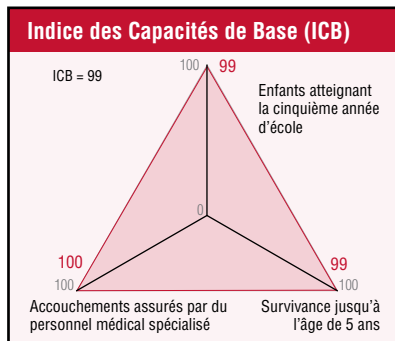 Indice des Capacités de Base (ICB)
ICB = 99
100
99
Enfants atteignant
la cinquième année
d'école
0
100
100
99
100
Accouchements assurés par du
personnel médical spécialisé
Survivance jusqu'à
l'âge de 5 ans